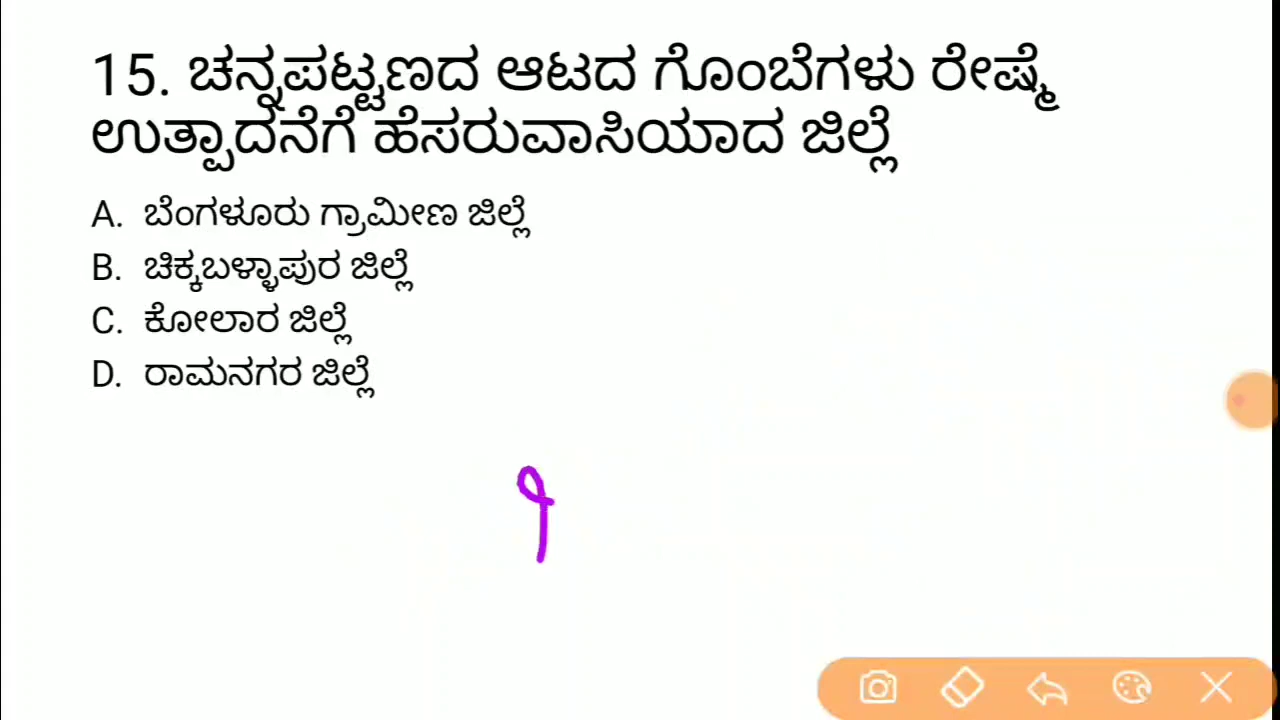 15. ಚನ್ನಪಟ್ಟಣದ ಆಟದ ಗೊಂಬೆಗಳು ರೇಷ್ಮೆ
ಉತ್ಪಾದನೆಗೆ ಹೆಸರುವಾಸಿಯಾದ ಜಿಲ್ಲೆ
A. ಬೆಂಗಳೂರು ಗ್ರಾಮೀಣ ಜಿಲ್ಲೆ
B. ಚಿಕ್ಕಬಳ್ಳಾಪುರ ಜಿಲ್ಲೆ
C. ಕೋಲಾರ ಜಿಲ್ಲೆ
D. ರಾಮನಗರ ಜಿಲ್ಲೆ